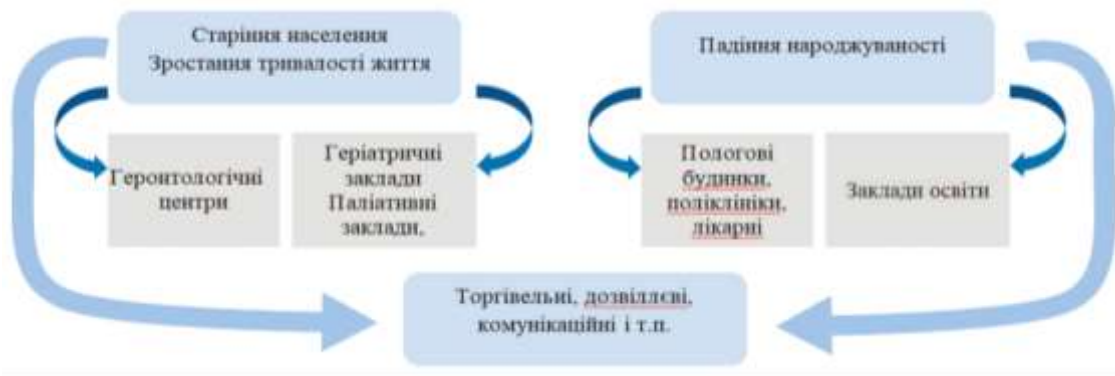 Старіння населення
Зростання тривалості життя
Падіння народжуваності
Геронтологічні
центри
Геріатричні
заклади
Паліативні
заклади,
Пологові
будинки,
поліклініки,
лікарні
Заклади освіти
Торгівельні, дозвіллєві,
комунікаційні і т.п.